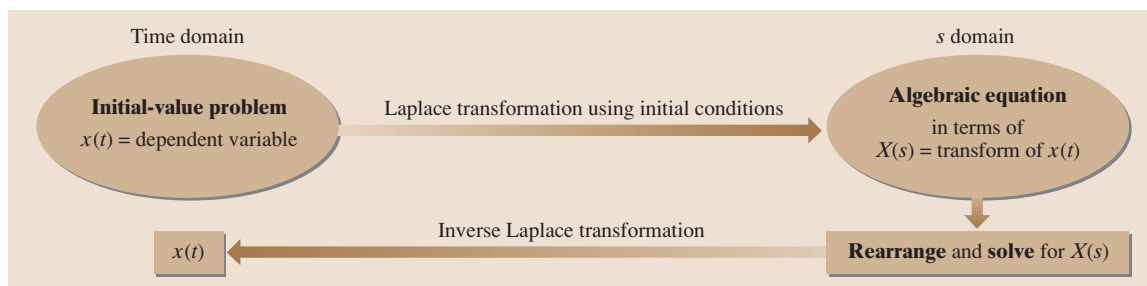 Time domain
s domain
Initial-value problem
x(t) = dependent variable
Laplace transformation using initial conditions
Algebraic equation
in terms of
X(s) = transform of x(t)
Inverse Laplace transformation
x(t)
Rearrange and solve for X(s)